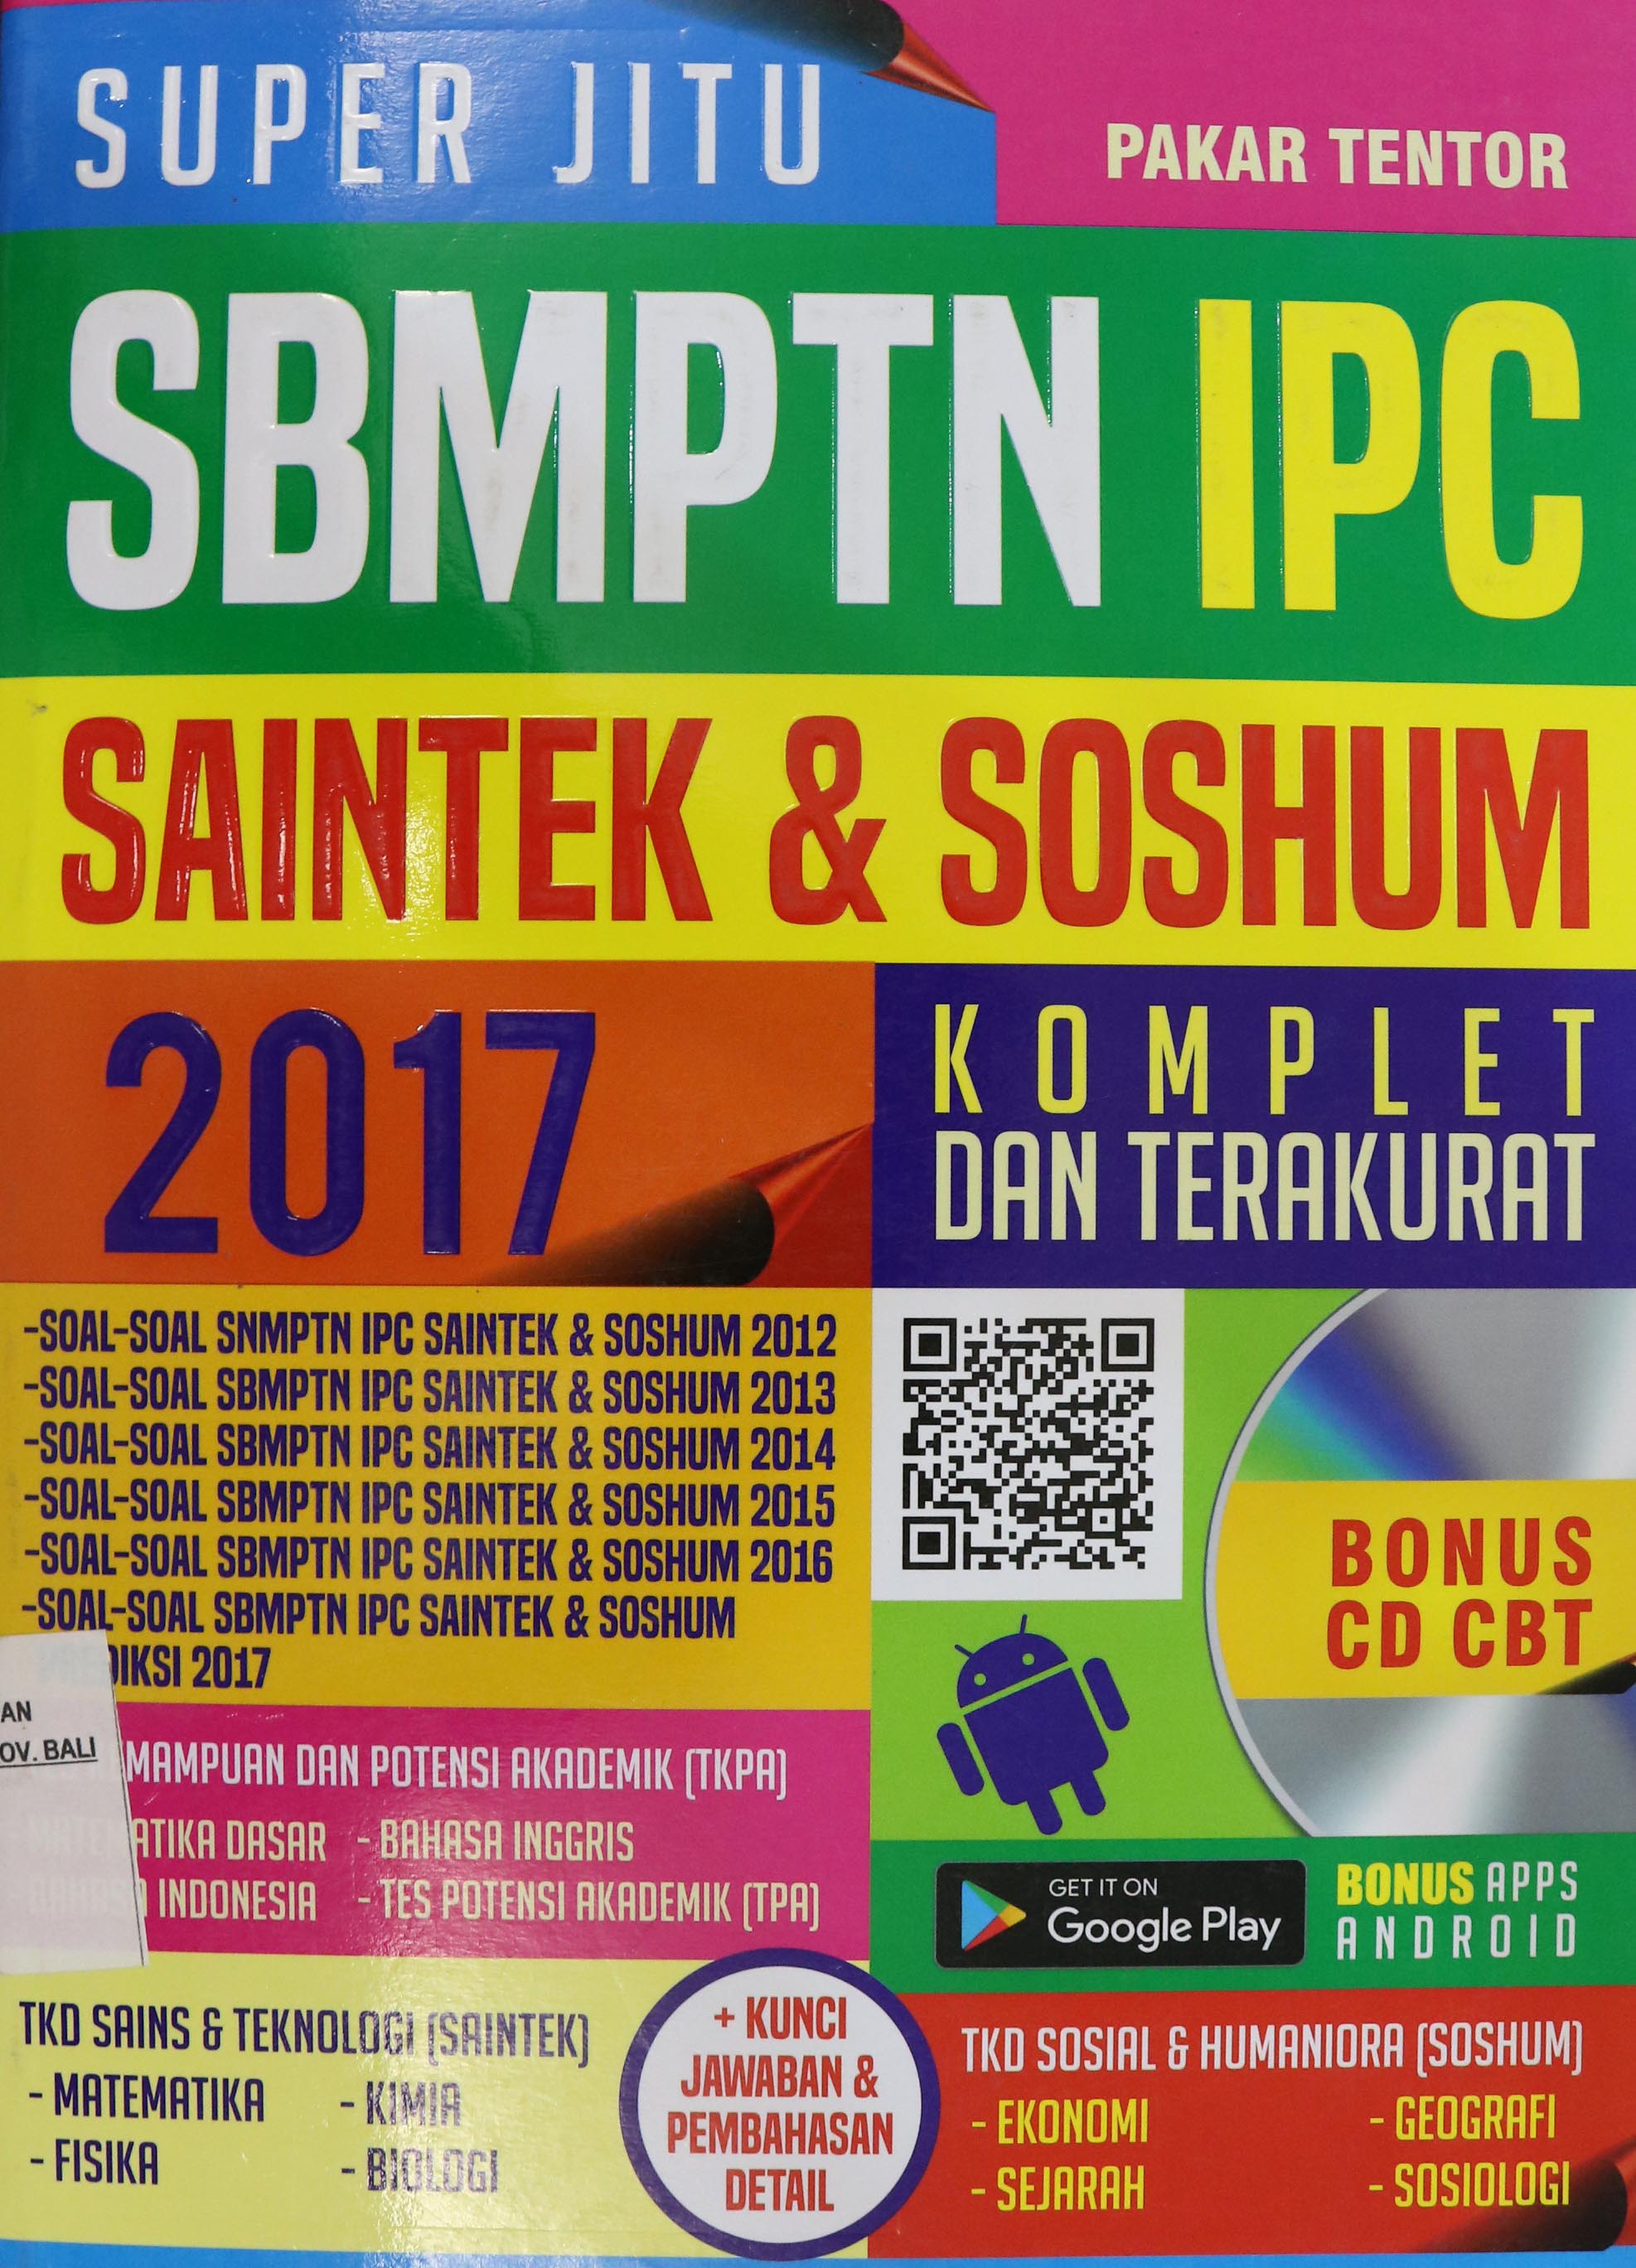 SUPER JITU
PAKAR TENTOR
SBMPTN IPC
SAINTEK & SOSHUM
2017
KOMPLET
DAN TERAKURAT
-SOAL-SOAL SNMPTN IPC SAINTEK & SOSHUM 2012
-SOAL-SOAL SBMPTN IPC SAINTEK & SOSHUM 2013
-SOAL-SOAL SBMPTN IPC SAINTEK & SOSHUM 2014
-SOAL-SOAL SBMPTN IPC SAINTEK & SOSHUM 2015
-SOAL-SOAL SBMPTN IPC SAINTEK & SOSHUM 2016
-SOAL-SOAL SBMPTN IPC SAINTEK & SOSHUM
PREDIKSI 2017
AN
OV. BALI
MAMPUAN DAN POTENSI AKADEMIK (TKPA)
MATEMATIKA DASAR - BAHASA INGGRIS
BAHASA INDONESIA - TES POTENSI AKADEMIK (TPA)
BONUS
CD CBT
GET IT ON
Google Play
BONUS APPS
ANDROID
TKD SAINS & TEKNOLOGI (SAINTEK)
- MATEMATIKA - KIMIA
- FISIKA - BIOLOGI
+ KUNCI
JAWABAN &
PEMBAHASAN
DETAIL
TKD SOSIAL & HUMANIORA (SOSHUM)
- EKONOMI - GEOGRAFI
- SEJARAH - SOSIOLOGI